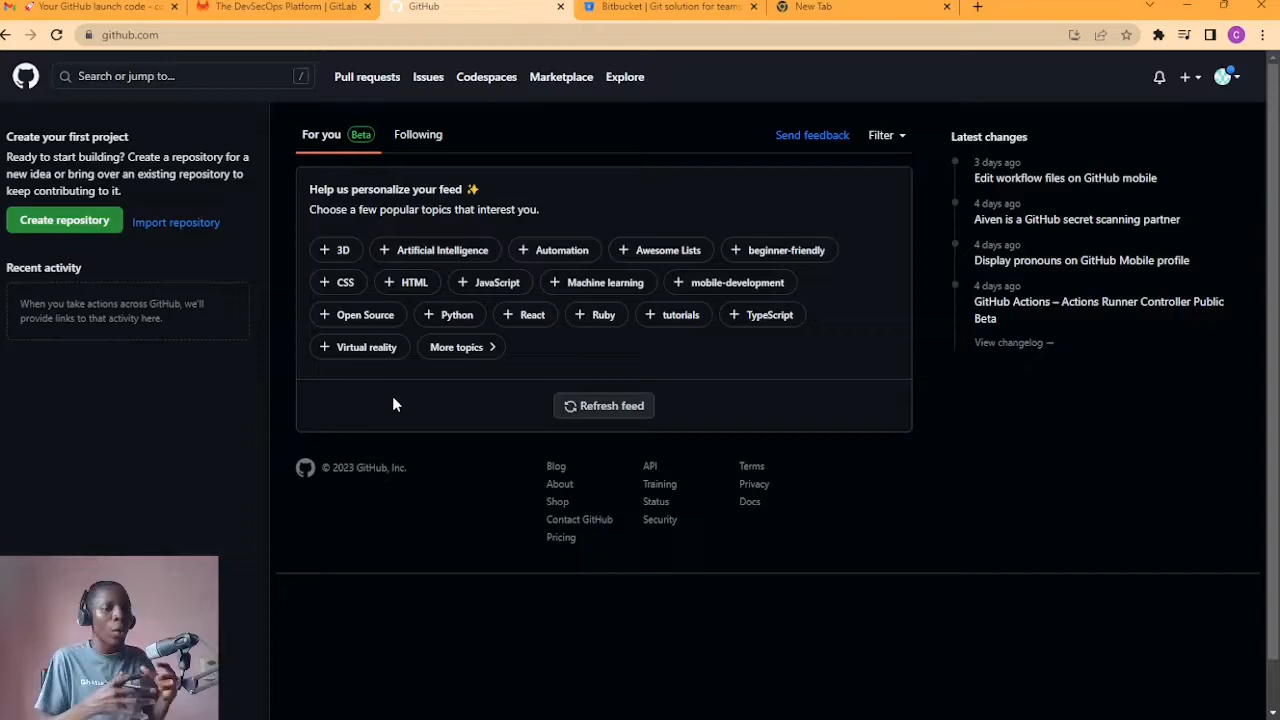 Your GitHub launch code - co
The DevSecOps Platform | GitLab
GitHub
Bitbucket | Git solution for teams
New Tab
github.com
C
Search or jump to...
/
Pull requests
Issues
Codespaces
Marketplace
Explore
Create your first project
Ready to start building? Create a repository for a
new idea or bring over an existing repository to
keep contributing to it.
Create repository
Import repository
Recent activity
When you take actions across GitHub, we'll
provide links to that activity here.
For you
Beta
Following
Send feedback
Filter
Help us personalize your feed ✨
Choose a few popular topics that interest you.
+ 3D
+ Artificial Intelligence
+ Automation
+ Awesome Lists
+ beginner-friendly
+ CSS
+ HTML
+ JavaScript
+ Machine learning
+ mobile-development
+ Open Source
+ Python
+ React
+ Ruby
+ tutorials
+ TypeScript
+ Virtual reality
More topics >
Refresh feed
© 2023 GitHub, Inc.
Blog
About
Shop
Contact GitHub
Pricing
API
Training
Status
Security
Terms
Privacy
Docs
Latest changes
3 days ago
Edit workflow files on GitHub mobile
4 days ago
Aiven is a GitHub secret scanning partner
4 days ago
Display pronouns on GitHub Mobile profile
4 days ago
GitHub Actions – Actions Runner Controller Public
Beta
View changelog →